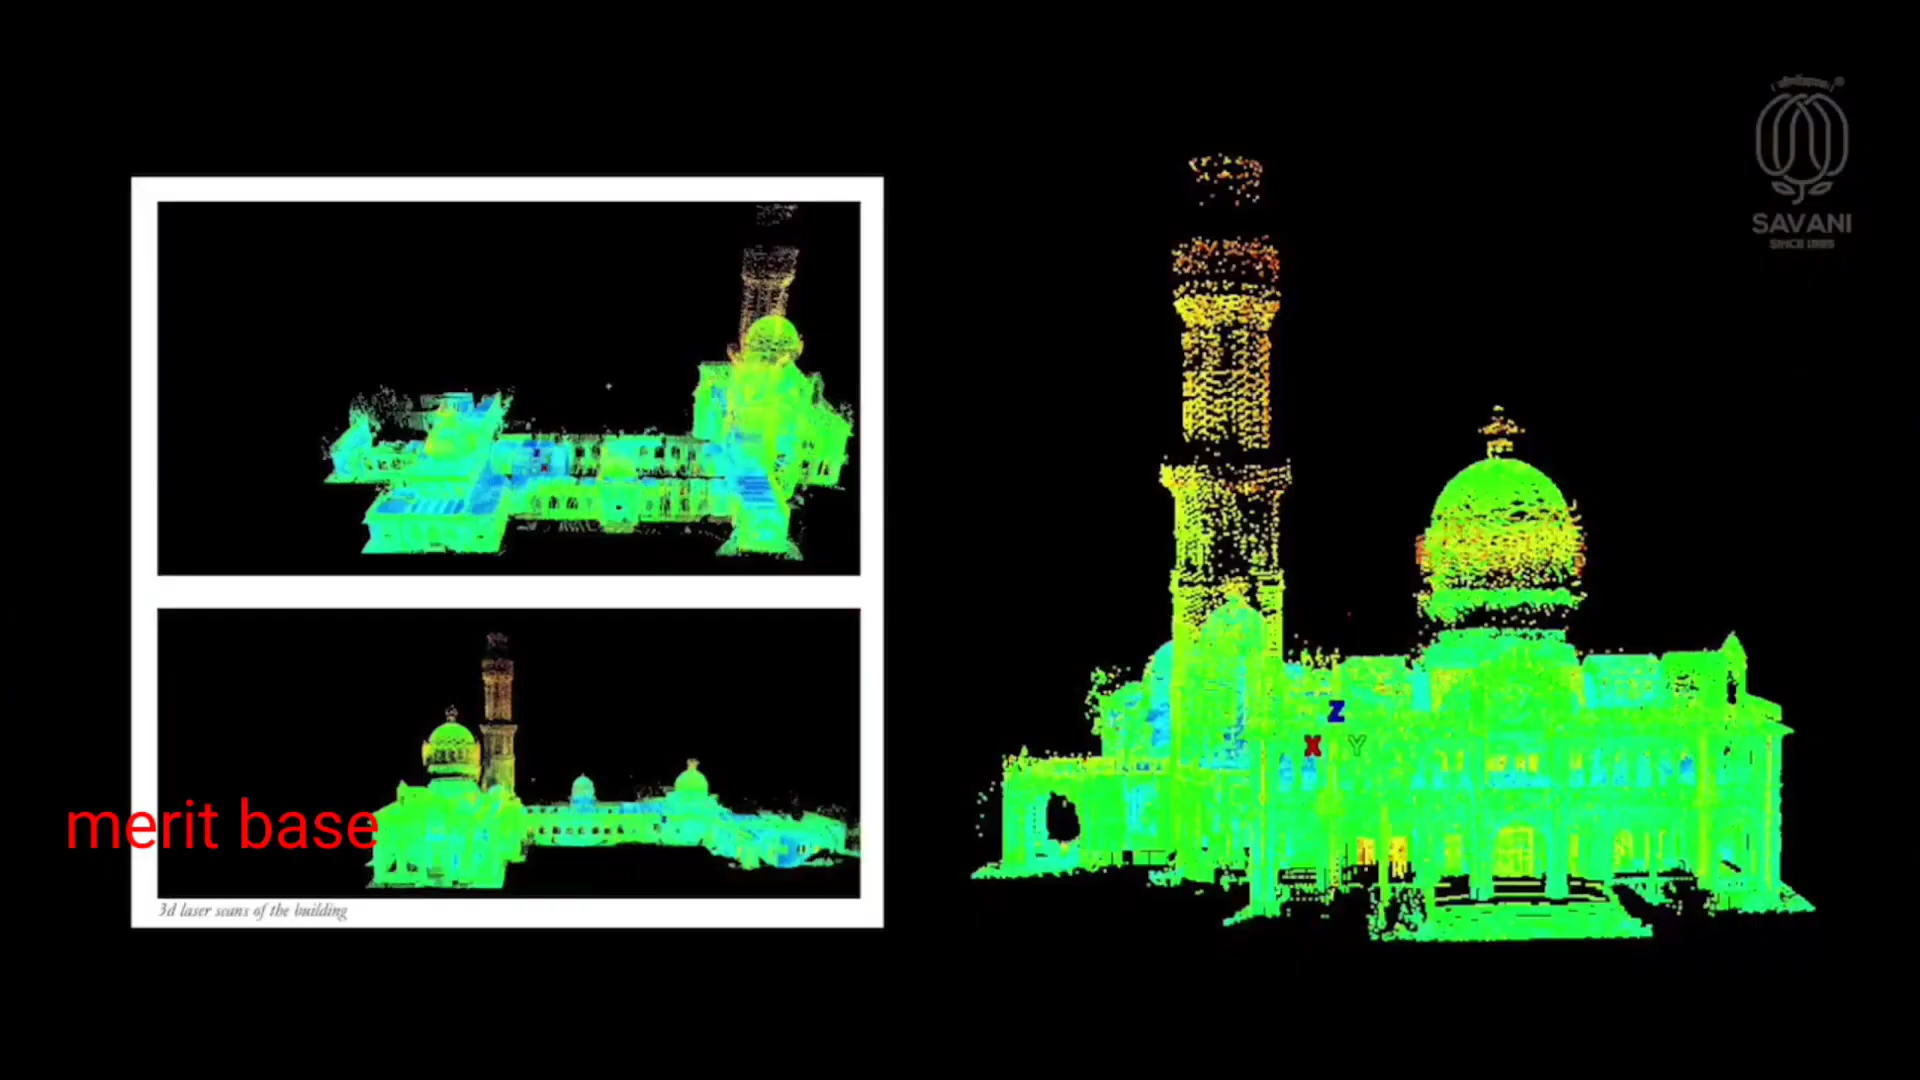 SAVANI
Z
X Y
merit base
3d laser scans of the building